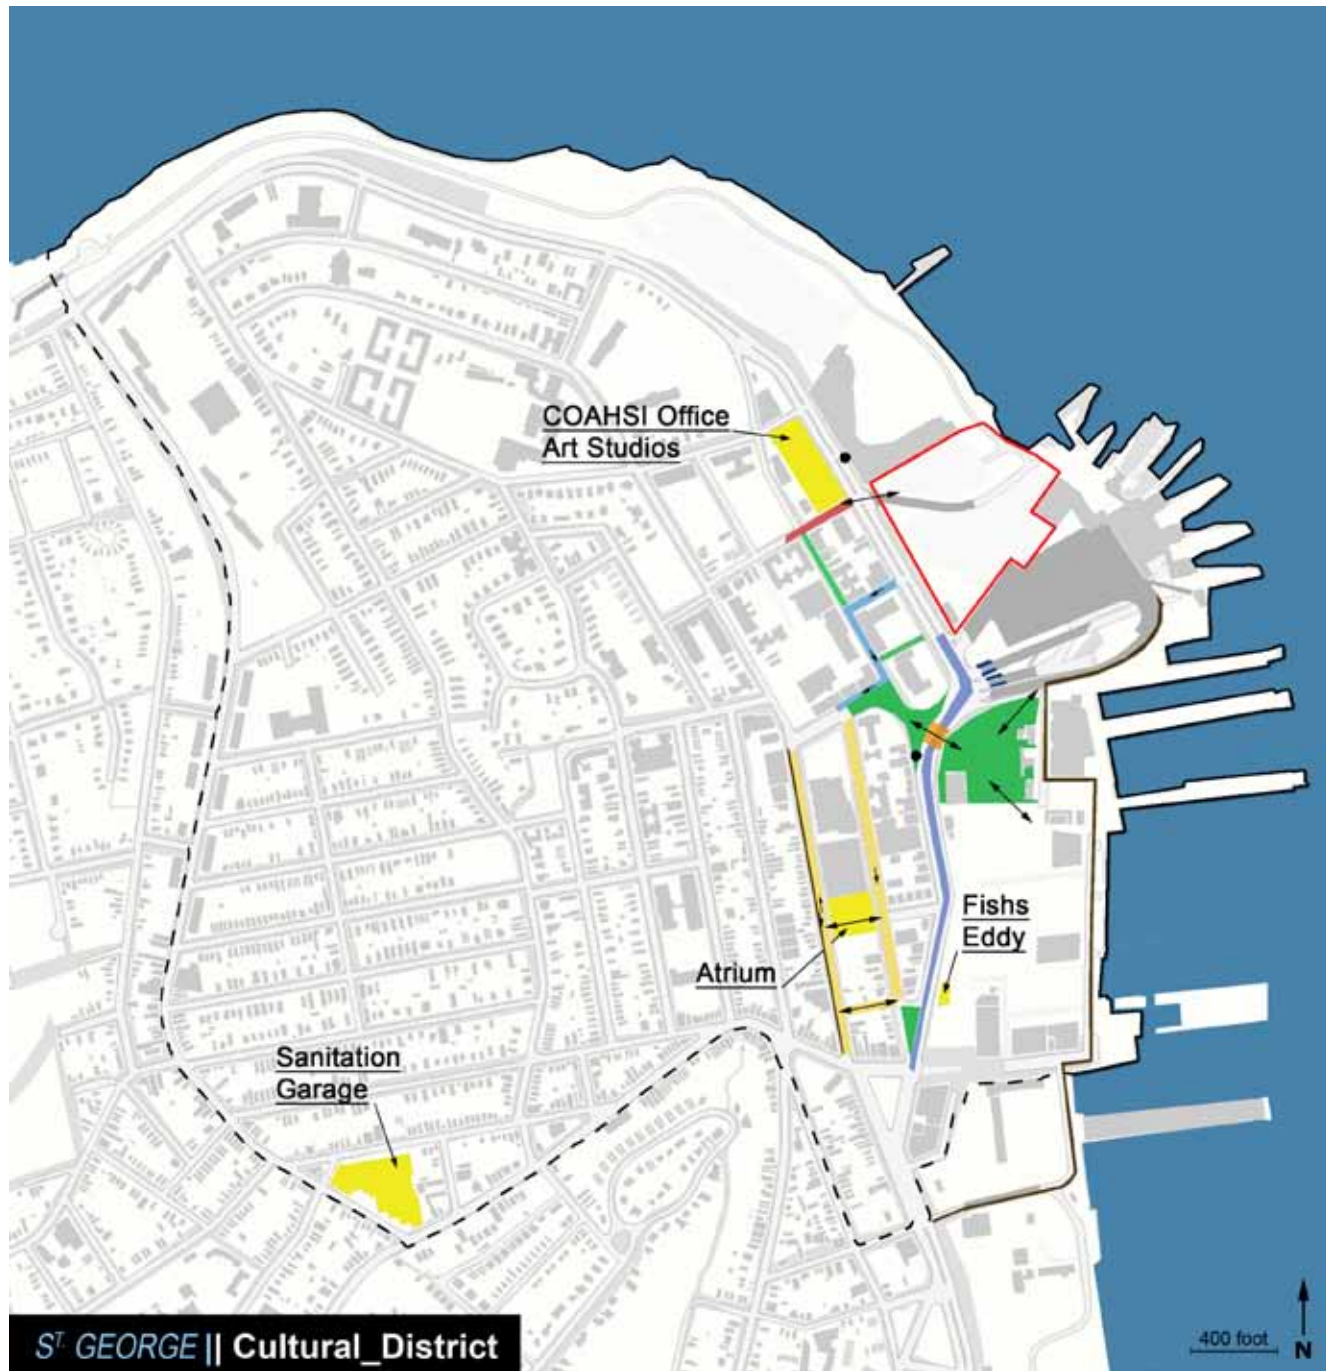 COAHSI Office
Art Studios
Fishs
Eddy
Atrium
Sanitation
Garage
400 foot
N
ST. GEORGE || Cultural_District